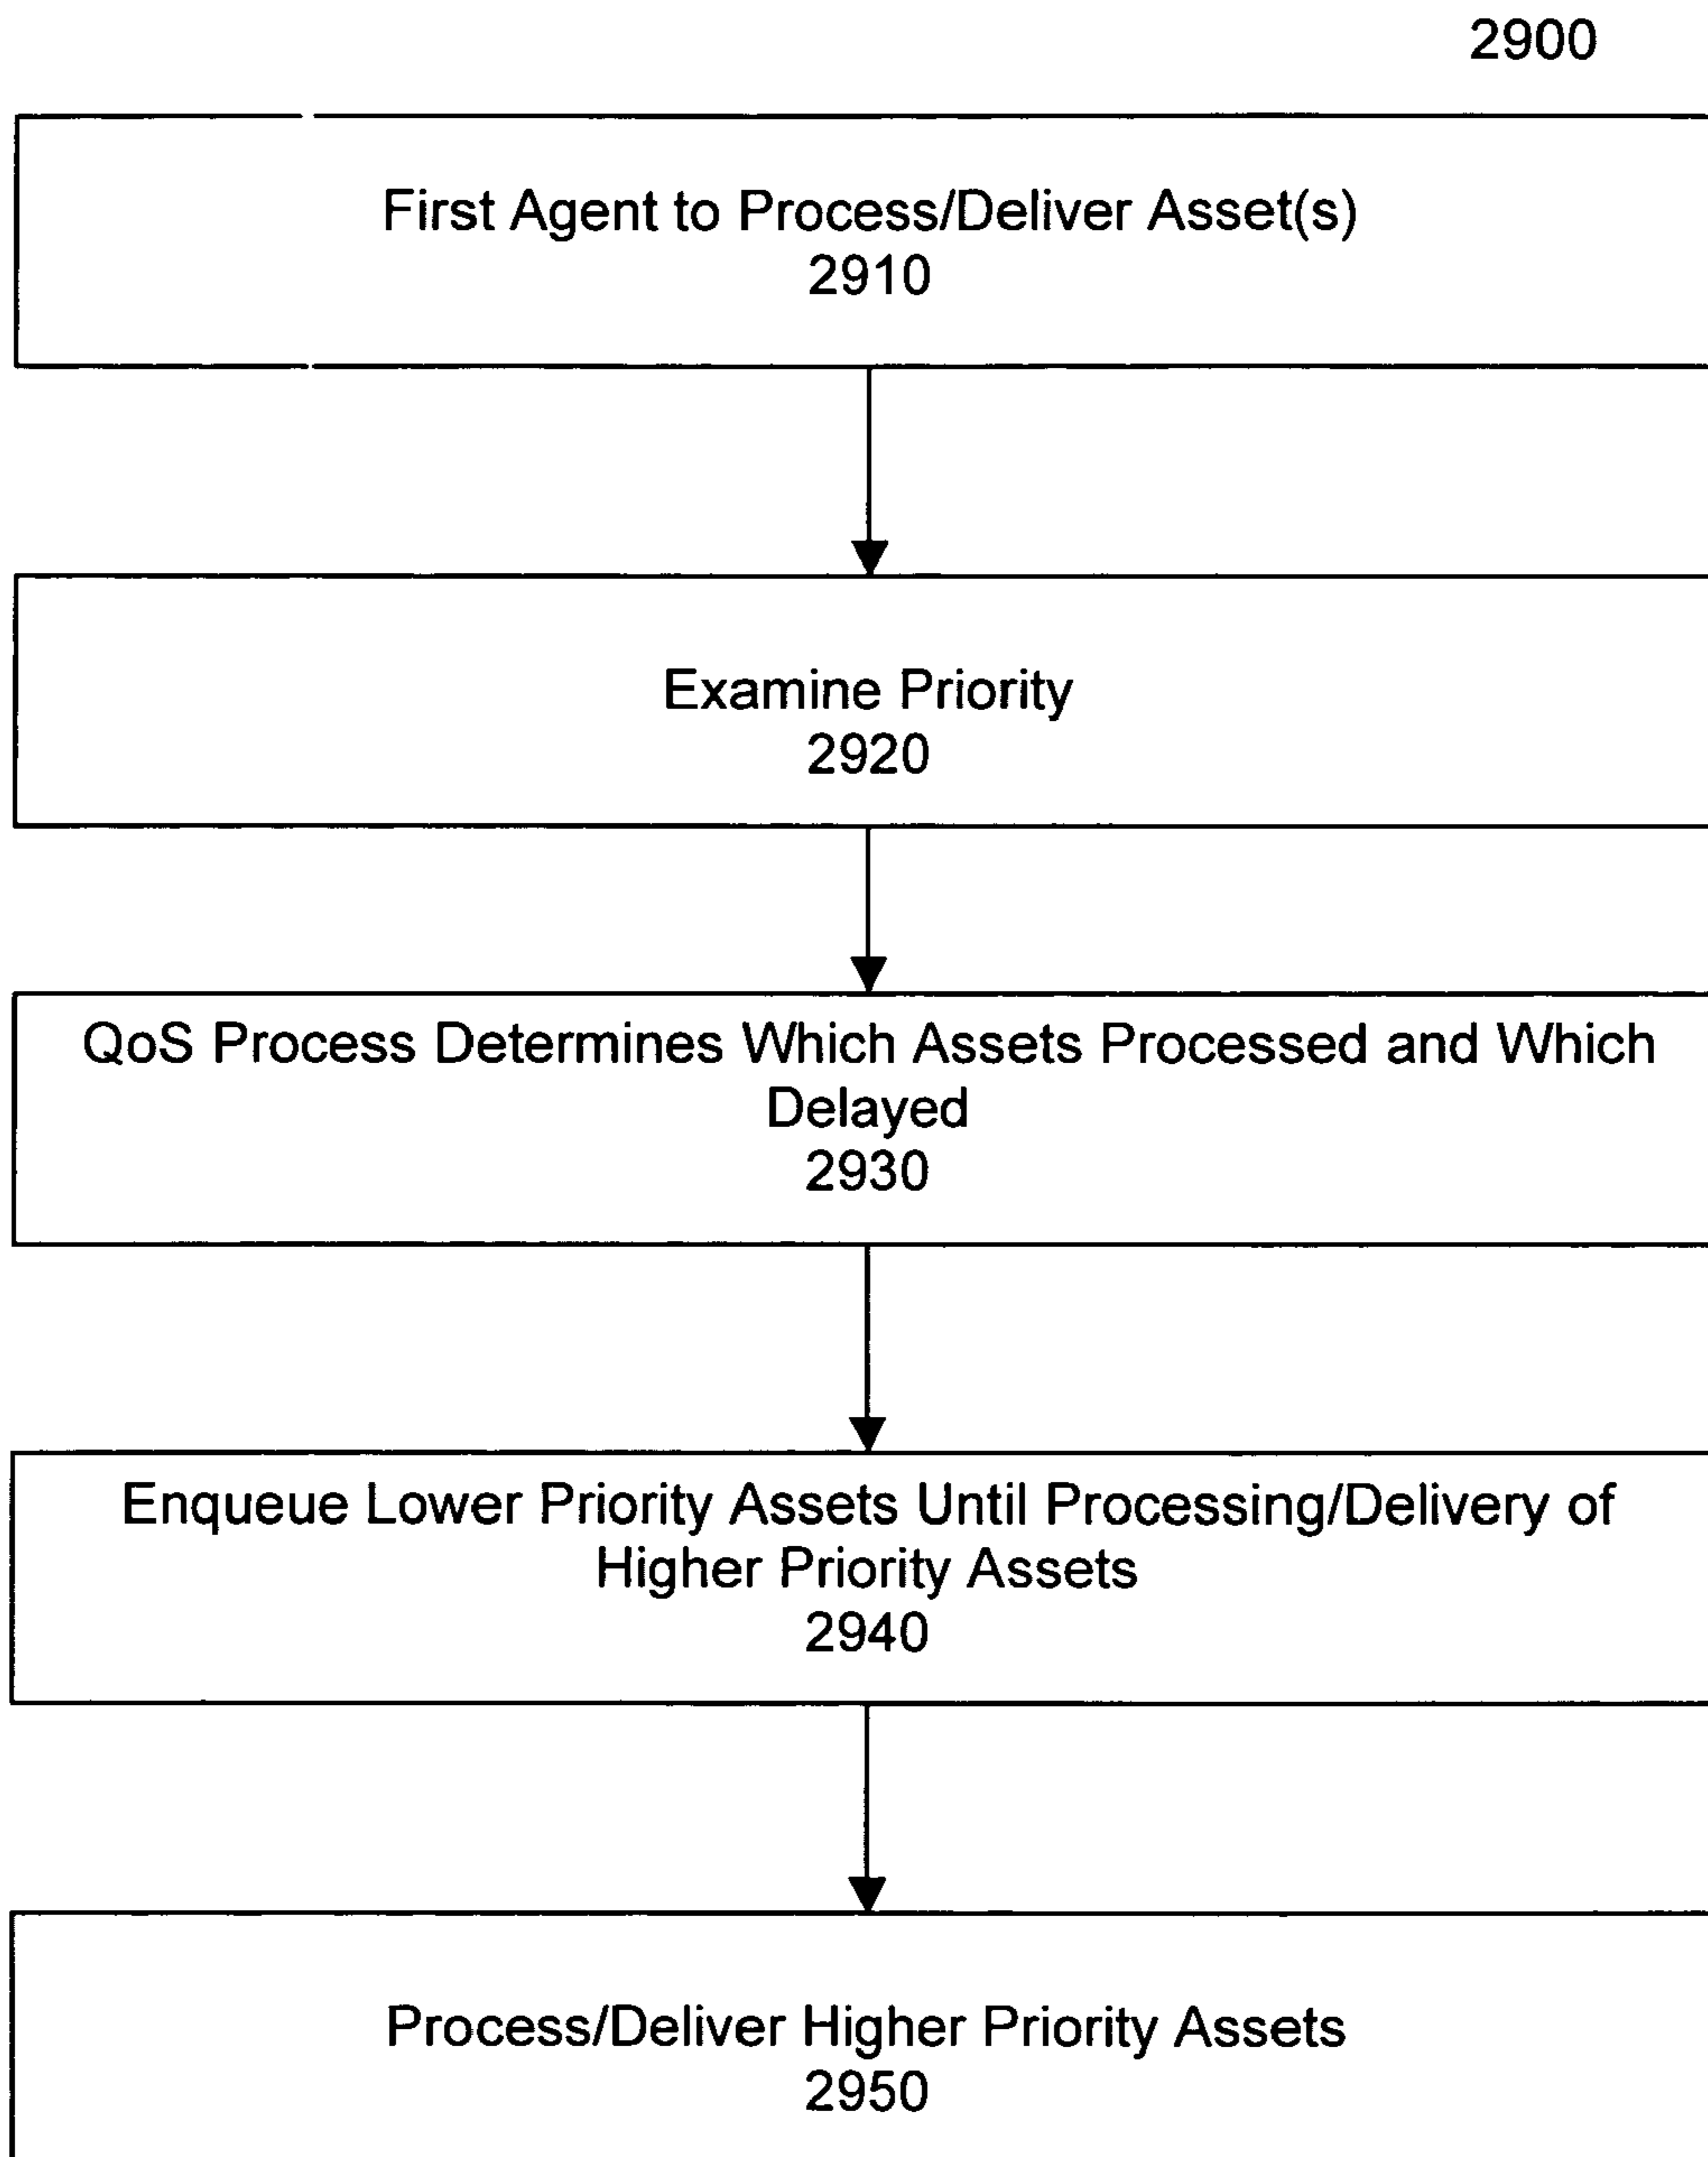 2900
First Agent to Process/Deliver Asset(s)
2910
Examine Priority
2920
QoS Process Determines Which Assets Processed and Which
Delayed
2930
Enqueue Lower Priority Assets Until Processing/Delivery of
Higher Priority Assets
2940
Process/Deliver Higher Priority Assets
2950